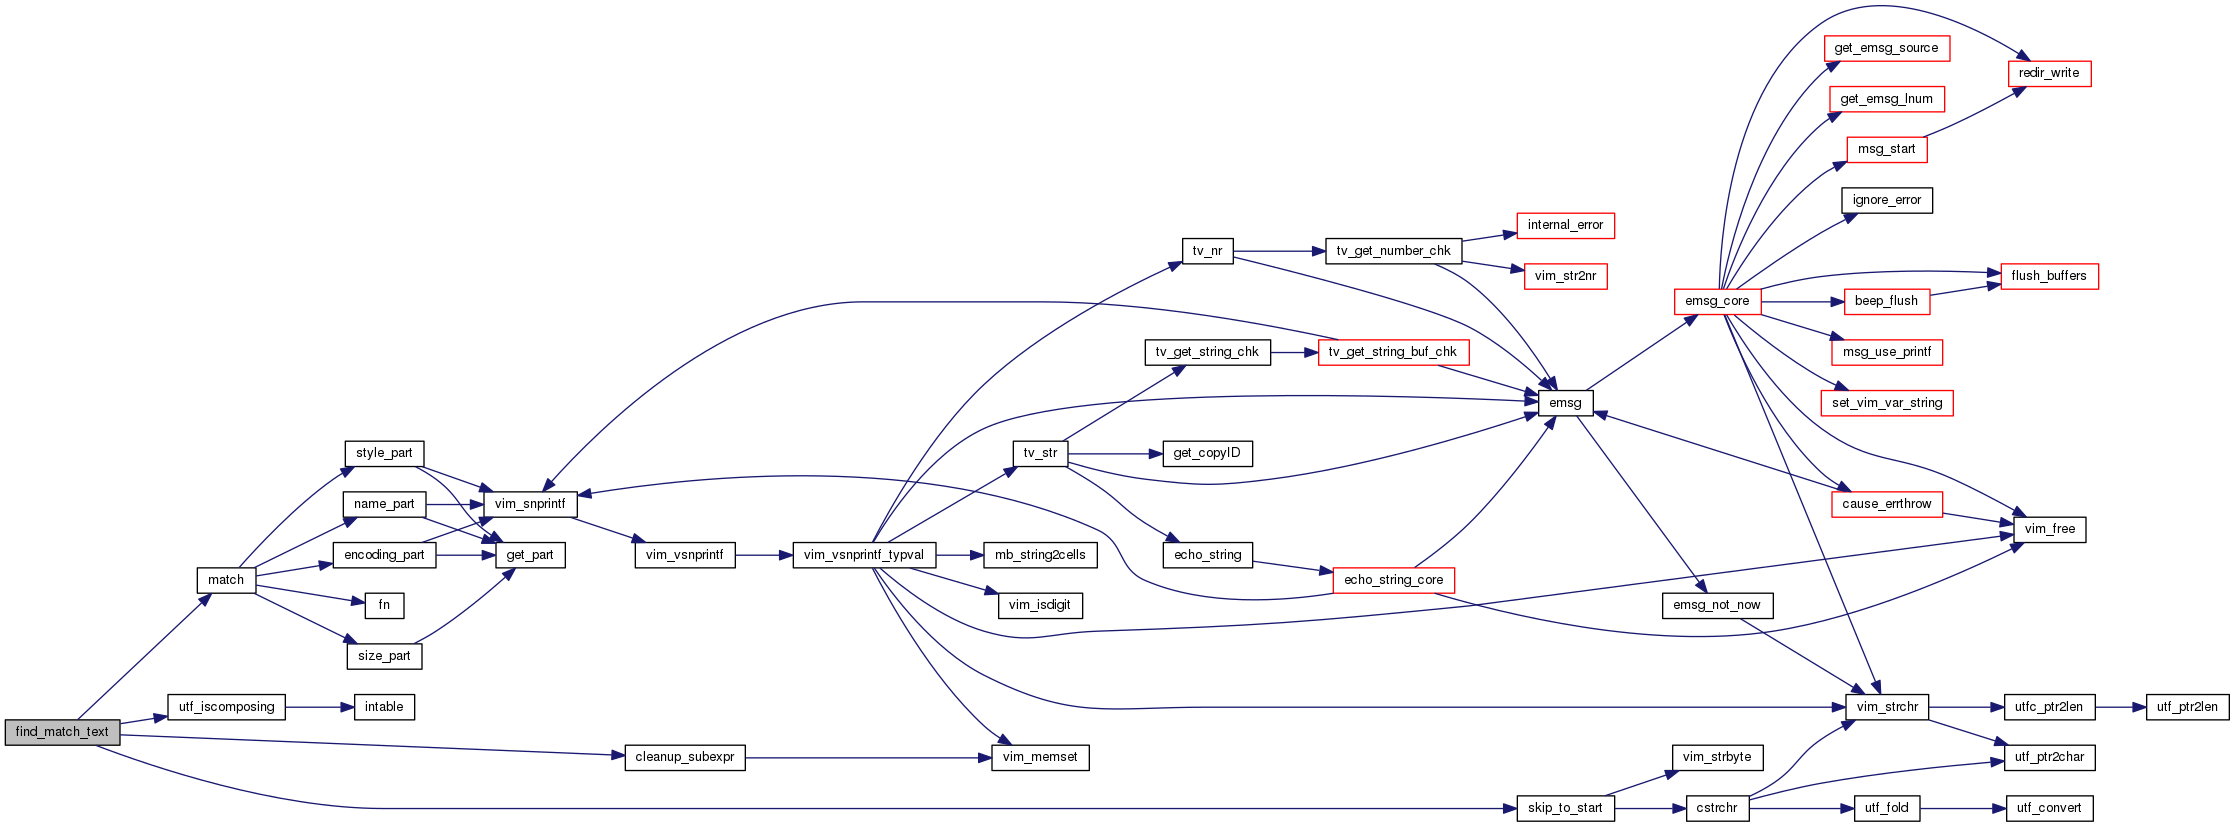 find_match_text
match
style_part
name_part
encoding_part
fn
size_part
utf_iscomposing
intable
vim_snprintf
get_part
cleanup_subexpr
vim_vsnprintf
vim_vsnprintf_typval
mb_string2cells
vim_isdigit
vim_memset
tv_str
tv_nr
tv_get_string_chk
get_copyID
echo_string
tv_get_number_chk
tv_get_string_buf_chk
echo_string_core
internal_error
vim_str2nr
emsg
skip_to_start
emsg_core
emsg_not_now
vim_strbyte
cstrchr
get_emsg_source
get_emsg_lnum
msg_start
ignore_error
beep_flush
msg_use_printf
set_vim_var_string
cause_errthrow
vim_strchr
utf_fold
redir_write
flush_buffers
vim_free
utfc_ptr2len
utf_ptr2char
utf_convert
utf_ptr2len